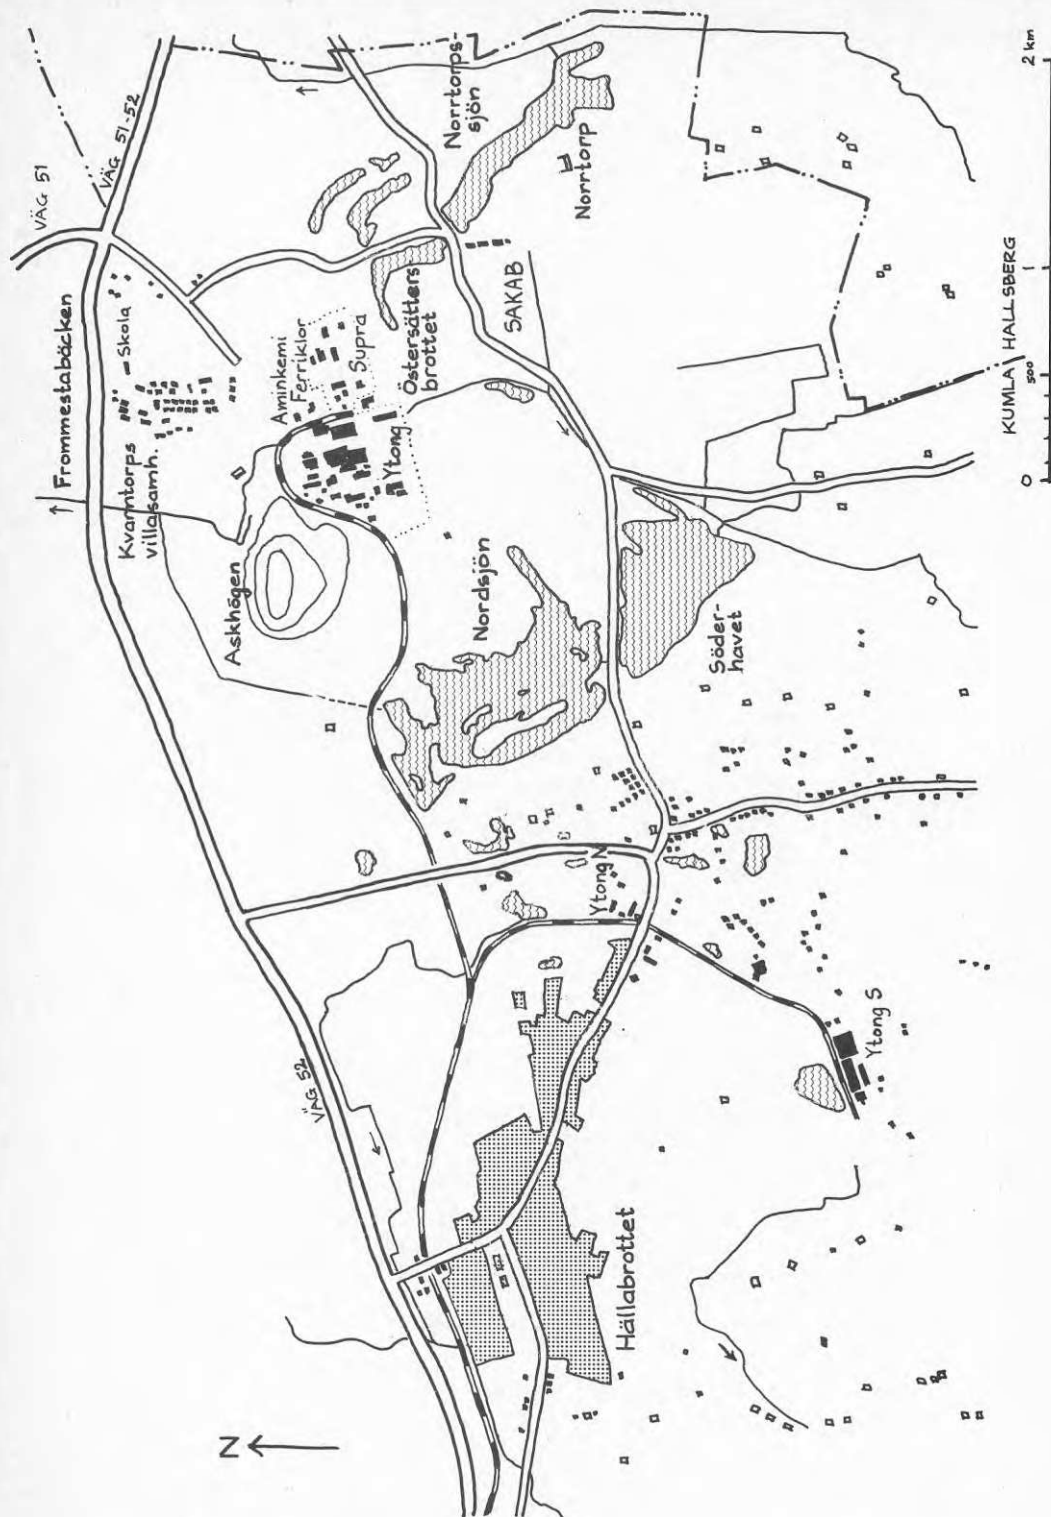 VÄG 51
VÄG 51-52
Frommestabäcken
Skola
Kvarntorps
villasamh.
Askhögen
Aminkemi
Ferriklor
Supra
Ytong
Östersätters
brottet
Norrtorps-
sjön
Norrtorp
SAKAB
Nordsjön
Söder-
havet
VÄG 52
Ytong N
Ytong S
Hällabrottet
N
KUMLA
HALLSBERG
0
500
1
2 km